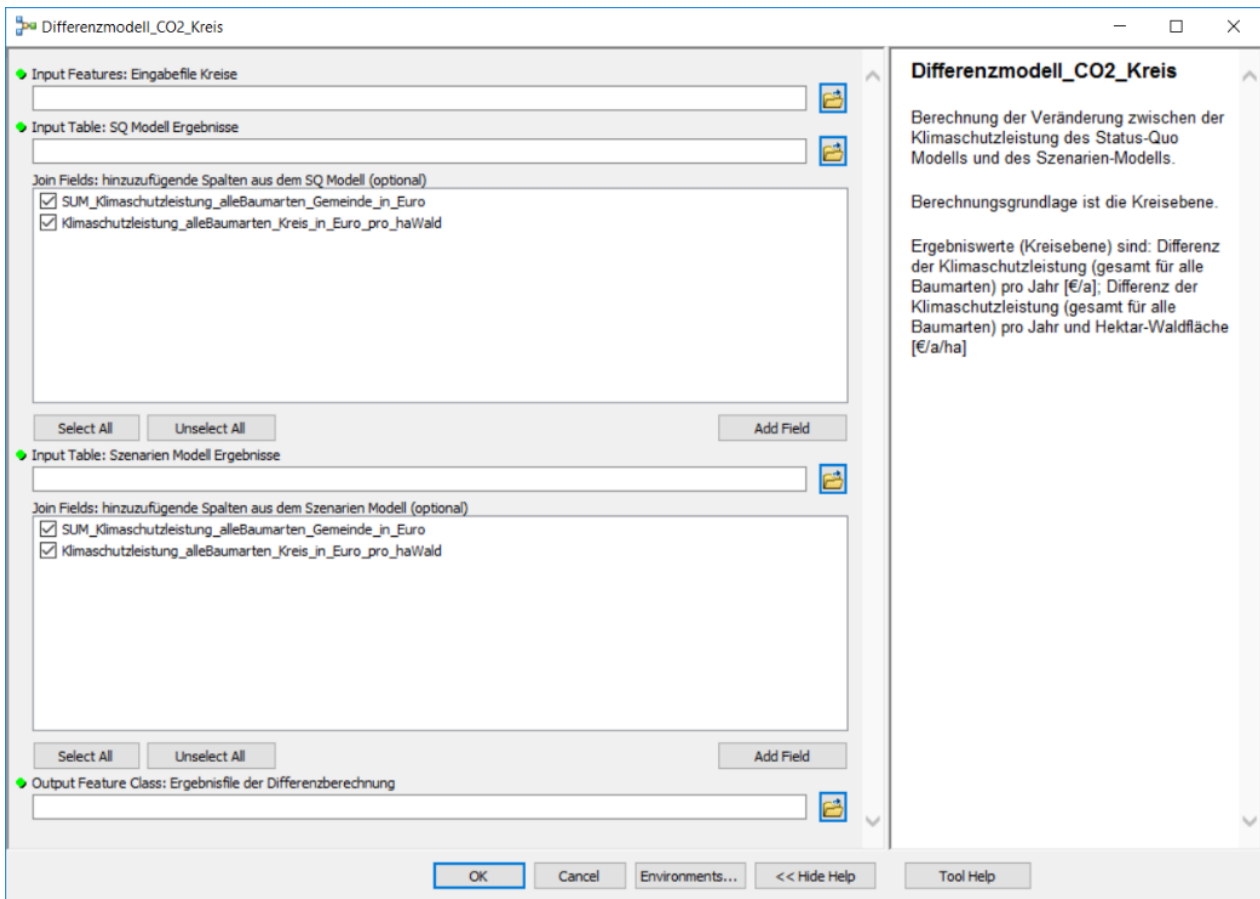 Differenzmodell_CO2_Kreis
Input Features: Eingabefile Kreise
Input Table: SQ Modell Ergebnisse
Join Fields: hinzuzufügende Spalten aus dem SQ Modell (optional)
SUM_Klimaschutzleistung_alleBaumarten_Gemeinde_in_Euro
Klimaschutzleistung_alleBaumarten_Kreis_in_Euro_pro_haWald
Select All
Unselect All
Add Field
Input Table: Szenarien Modell Ergebnisse
Join Fields: hinzuzufügende Spalten aus dem Szenarien Modell (optional)
SUM_Klimaschutzleistung_alleBaumarten_Gemeinde_in_Euro
Klimaschutzleistung_alleBaumarten_Kreis_in_Euro_pro_haWald
Select All
Unselect All
Add Field
Output Feature Class: Ergebnisfile der Differenzberechnung
Differenzmodell_CO2_Kreis
Berechnung der Veränderung zwischen der
Klimaschutzleistung des Status-Quo
Modells und des Szenarien-Modells.
Berechnungsgrundlage ist die Kreisebene.
Ergebniswerte (Kreisebene) sind: Differenz
der Klimaschutzleistung (gesamt für alle
Baumarten) pro Jahr [€/a]; Differenz der
Klimaschutzleistung (gesamt für alle
Baumarten) pro Jahr und Hektar-Waldfläche
[€/a/ha]
OK
Cancel
Environments...
<< Hide Help
Tool Help